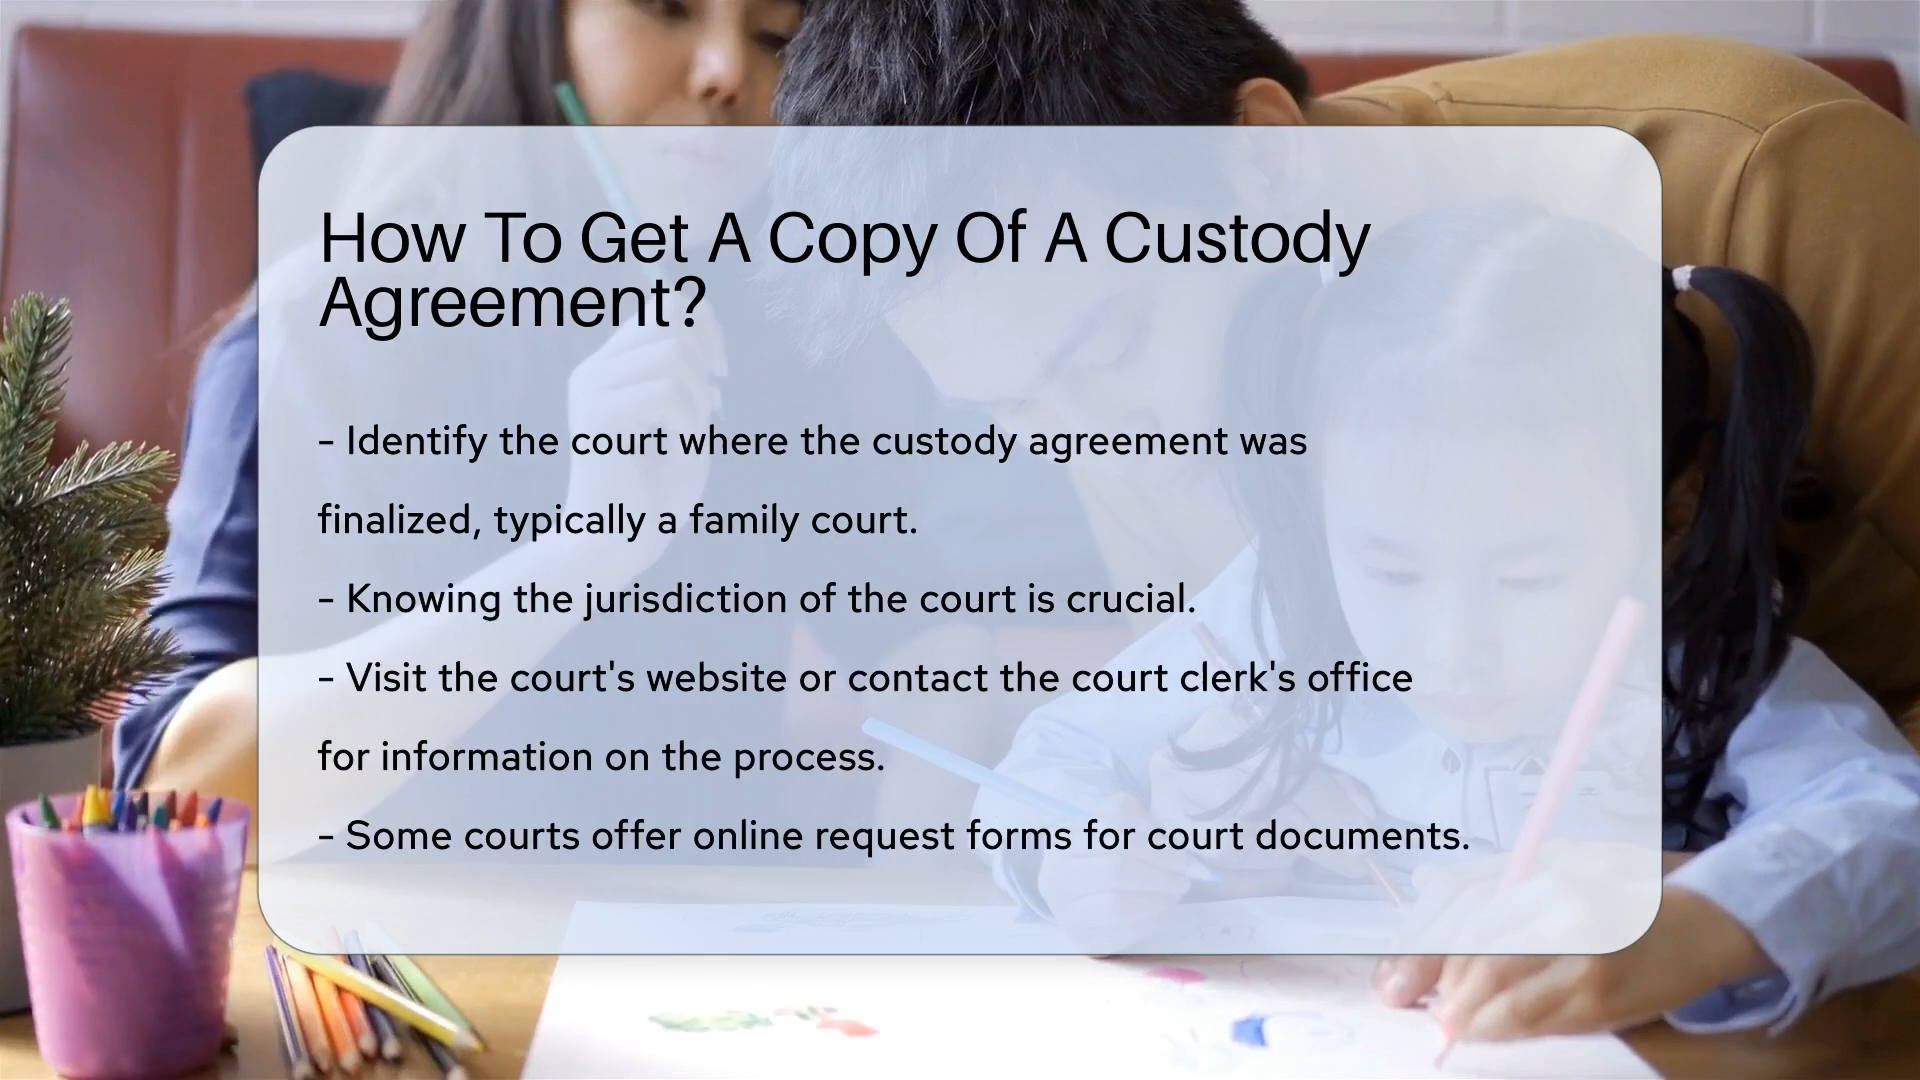 How To Get A Copy Of A Custody
Agreement?
- Identify the court where the custody agreement was
finalized, typically a family court.
- Knowing the jurisdiction of the court is crucial.
- Visit the court's website or contact the court clerk's office
for information on the process.
- Some courts offer online request forms for court documents.